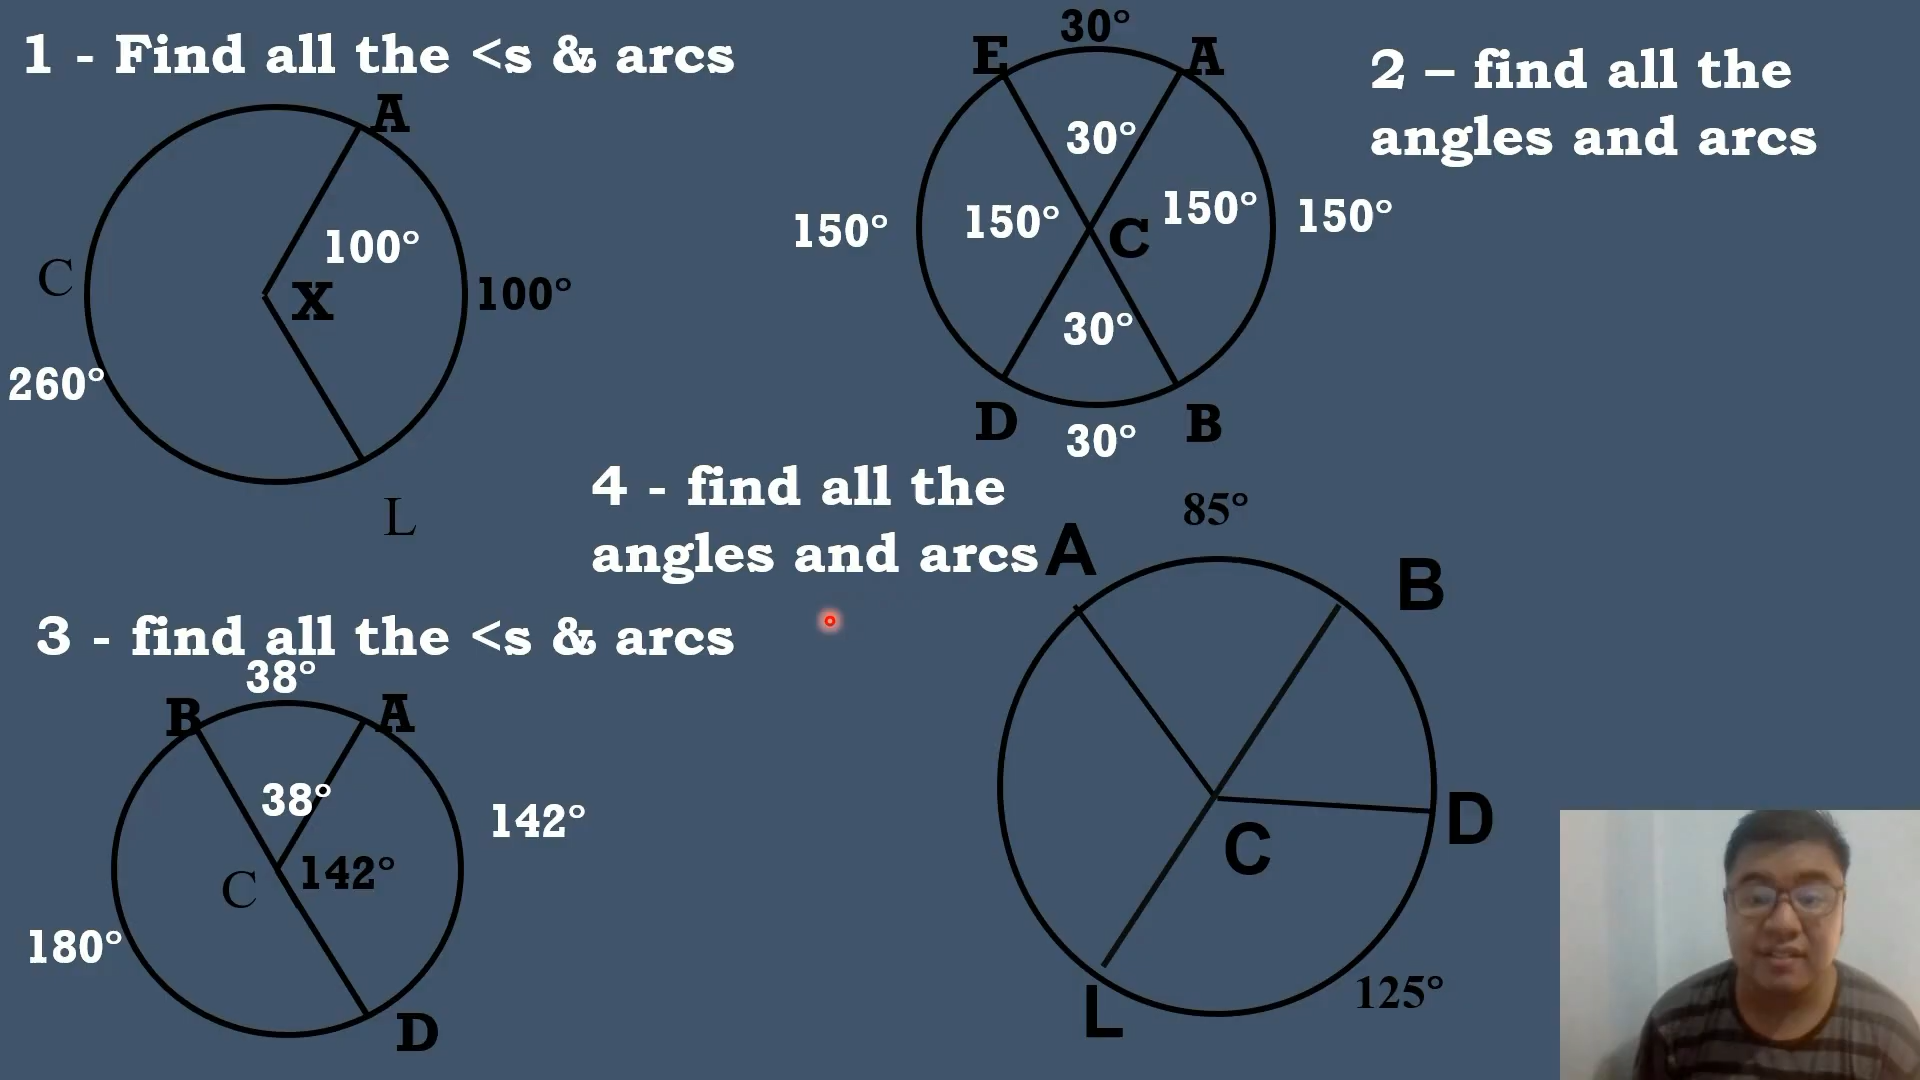 1 - Find all the <s & arcs
A
100°
X
100°
C
260°
L
30°
E
A
30°
150°
150°
C
150°
150°
30°
D
B
30°
2 – find all the
angles and arcs
3 - find all the <s & arcs
38°
B
A
38°
142°
C
142°
180°
D
4 - find all the
angles and arcs
85°
A
B
C
D
L
125°